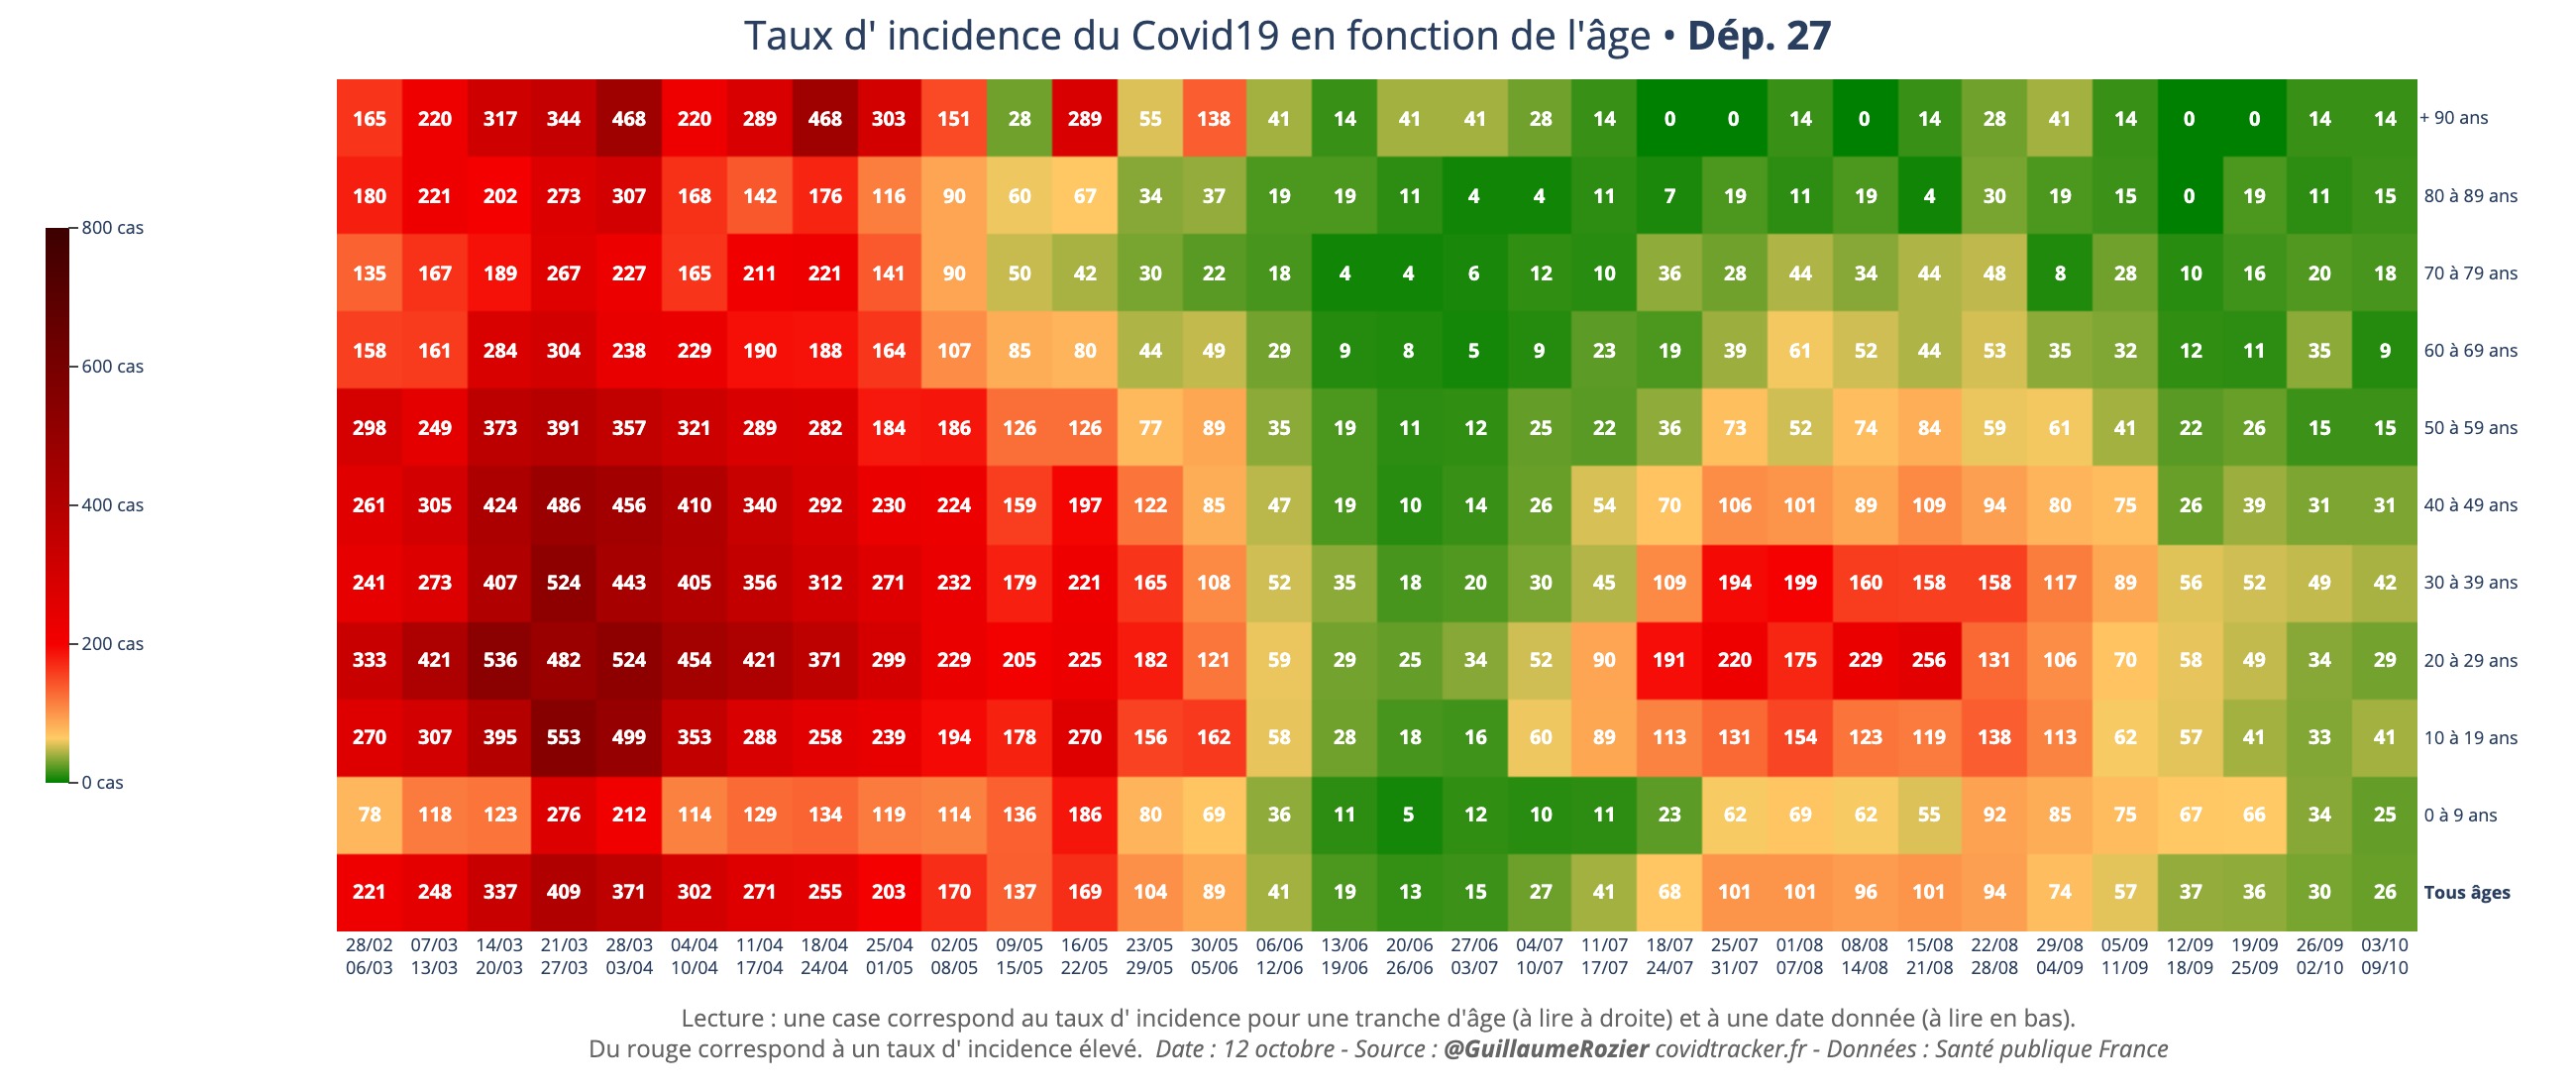 Taux d' incidence du Covid19 en fonction de l'âge • Dép. 27
800 cas
600 cas
400 cas
200 cas
0 cas
165 220 317 344 468 220 289 468 303 151 28 289 55 138 41 14 41 41 28 14 0 0 14 0 14 28 41 14 0 0 14 14 + 90 ans
180 221 202 273 307 168 142 176 116 90 60 67 34 37 19 19 11 4 4 11 7 19 11 19 4 30 19 15 0 19 11 15 80 à 89 ans
135 167 189 267 227 165 211 221 141 90 50 42 30 22 18 4 4 6 12 10 36 28 44 34 44 48 8 28 10 16 20 18 70 à 79 ans
158 161 284 304 238 229 190 188 164 107 85 80 44 49 29 9 8 5 9 23 19 39 61 52 44 53 35 32 12 11 35 9 60 à 69 ans
298 249 373 391 357 321 289 282 184 186 126 126 77 89 35 19 11 12 25 22 36 73 52 74 84 59 61 41 22 26 15 15 50 à 59 ans
261 305 424 486 456 410 340 292 230 224 159 197 122 85 47 19 10 14 26 54 70 106 101 89 109 94 80 75 26 39 31 31 40 à 49 ans
241 273 407 524 443 405 356 312 271 232 179 221 165 108 52 35 18 20 30 45 109 194 199 160 158 158 117 89 56 52 49 42 30 à 39 ans
333 421 536 482 524 454 421 371 299 229 205 225 182 121 59 29 25 34 52 90 191 220 175 229 256 131 106 70 58 49 34 29 20 à 29 ans
270 307 395 553 499 353 288 258 239 194 178 270 156 162 58 28 18 16 60 89 113 131 154 123 119 138 113 62 57 41 33 41 10 à 19 ans
78 118 123 276 212 114 129 134 119 114 136 186 80 69 36 11 5 12 10 11 23 62 69 62 55 92 85 75 67 66 34 25 0 à 9 ans
221 248 337 409 371 302 271 255 203 170 137 169 104 89 41 19 13 15 27 41 68 101 101 96 101 94 74 57 37 36 30 26 Tous âges
28/02 07/03 14/03 21/03 28/03 04/04 11/04 18/04 25/04 02/05 09/05 16/05 23/05 30/05 06/06 13/06 20/06 27/06 04/07 11/07 18/07 25/07 01/08 08/08 15/08 22/08 29/08 05/09 12/09 19/09 26/09 03/10
06/03 13/03 20/03 27/03 03/04 10/04 17/04 24/04 01/05 08/05 15/05 22/05 29/05 05/06 12/06 19/06 26/06 03/07 10/07 17/07 24/07 31/07 07/08 14/08 21/08 28/08 04/09 11/09 18/09 25/09 02/10 09/10
Lecture : une case correspond au taux d' incidence pour une tranche d'âge (à lire à droite) et à une date donnée (à lire en bas).
Du rouge correspond à un taux d' incidence élevé. Date : 12 octobre - Source : @GuillaumeRozier covidtracker.fr - Données : Santé publique France